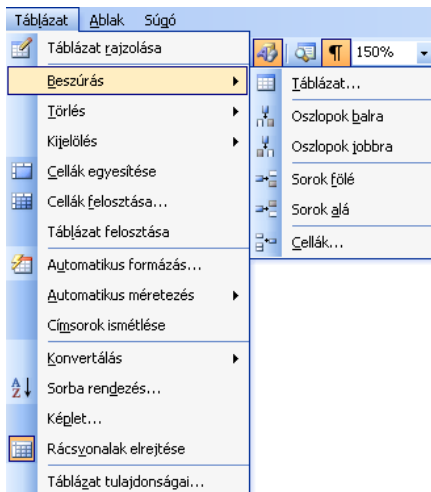 Táblázat Ablak Súgó
Táblázat rajzolása
150%
Beszúrás
Táblázat...
Törlés
Oszlopok balra
Kijelölés
Oszlopok jobbra
Cellák egyesítése
Sorok fölé
Cellák felosztása...
Sorok alá
Táblázat felosztása
Cellák...
Automatikus formázás...
Automatikus méretezés
Címsorok ismétlése
Konvertálás
Sorba rendezés...
Képlet...
Rácsvonalak elrejtése
Táblázat tulajdonságai...